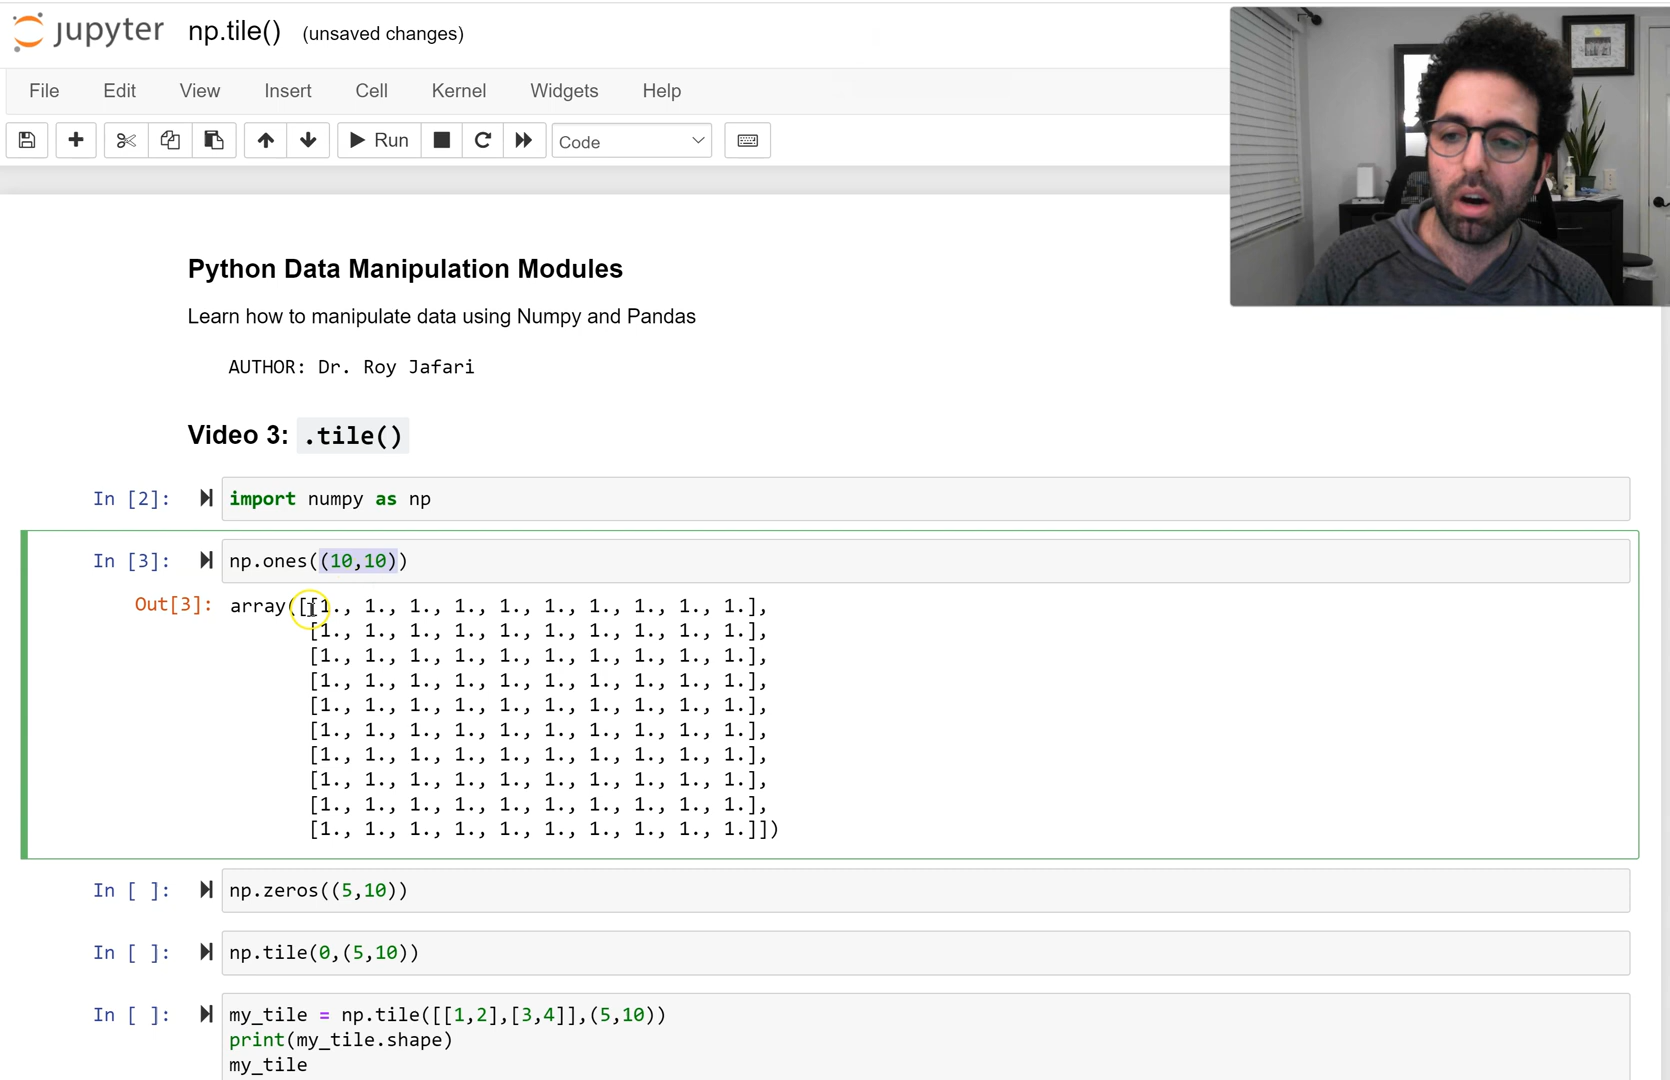 jupyter np.tile() (unsaved changes)
File Edit View Insert Cell Kernel Widgets Help
Run Code
Python Data Manipulation Modules
Learn how to manipulate data using Numpy and Pandas
AUTHOR: Dr. Roy Jafari
Video 3: .tile()
In [2]: import numpy as np
In [3]: np.ones((10,10))
Out[3]: array([[1., 1., 1., 1., 1., 1., 1., 1., 1., 1.],
[1., 1., 1., 1., 1., 1., 1., 1., 1., 1.],
[1., 1., 1., 1., 1., 1., 1., 1., 1., 1.],
[1., 1., 1., 1., 1., 1., 1., 1., 1., 1.],
[1., 1., 1., 1., 1., 1., 1., 1., 1., 1.],
[1., 1., 1., 1., 1., 1., 1., 1., 1., 1.],
[1., 1., 1., 1., 1., 1., 1., 1., 1., 1.],
[1., 1., 1., 1., 1., 1., 1., 1., 1., 1.],
[1., 1., 1., 1., 1., 1., 1., 1., 1., 1.],
[1., 1., 1., 1., 1., 1., 1., 1., 1., 1.]])
In [ ]: np.zeros((5,10))
In [ ]: np.tile(0,(5,10))
In [ ]: my_tile = np.tile([[1,2],[3,4]],(5,10))
print(my_tile.shape)
my_tile